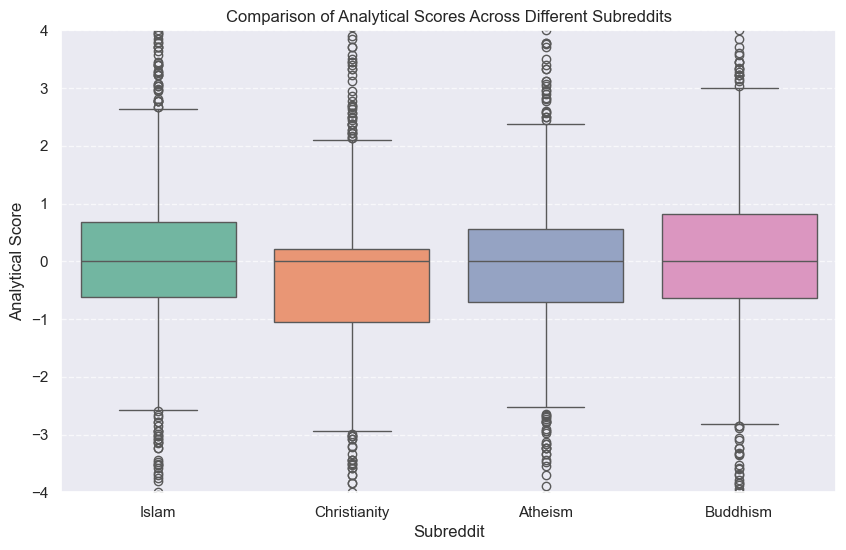 Comparison of Analytical Scores Across Different Subreddits
4
3
2
1
0
−1
−2
−3
−4
Analytical Score
Islam
Christianity
Atheism
Buddhism
Subreddit